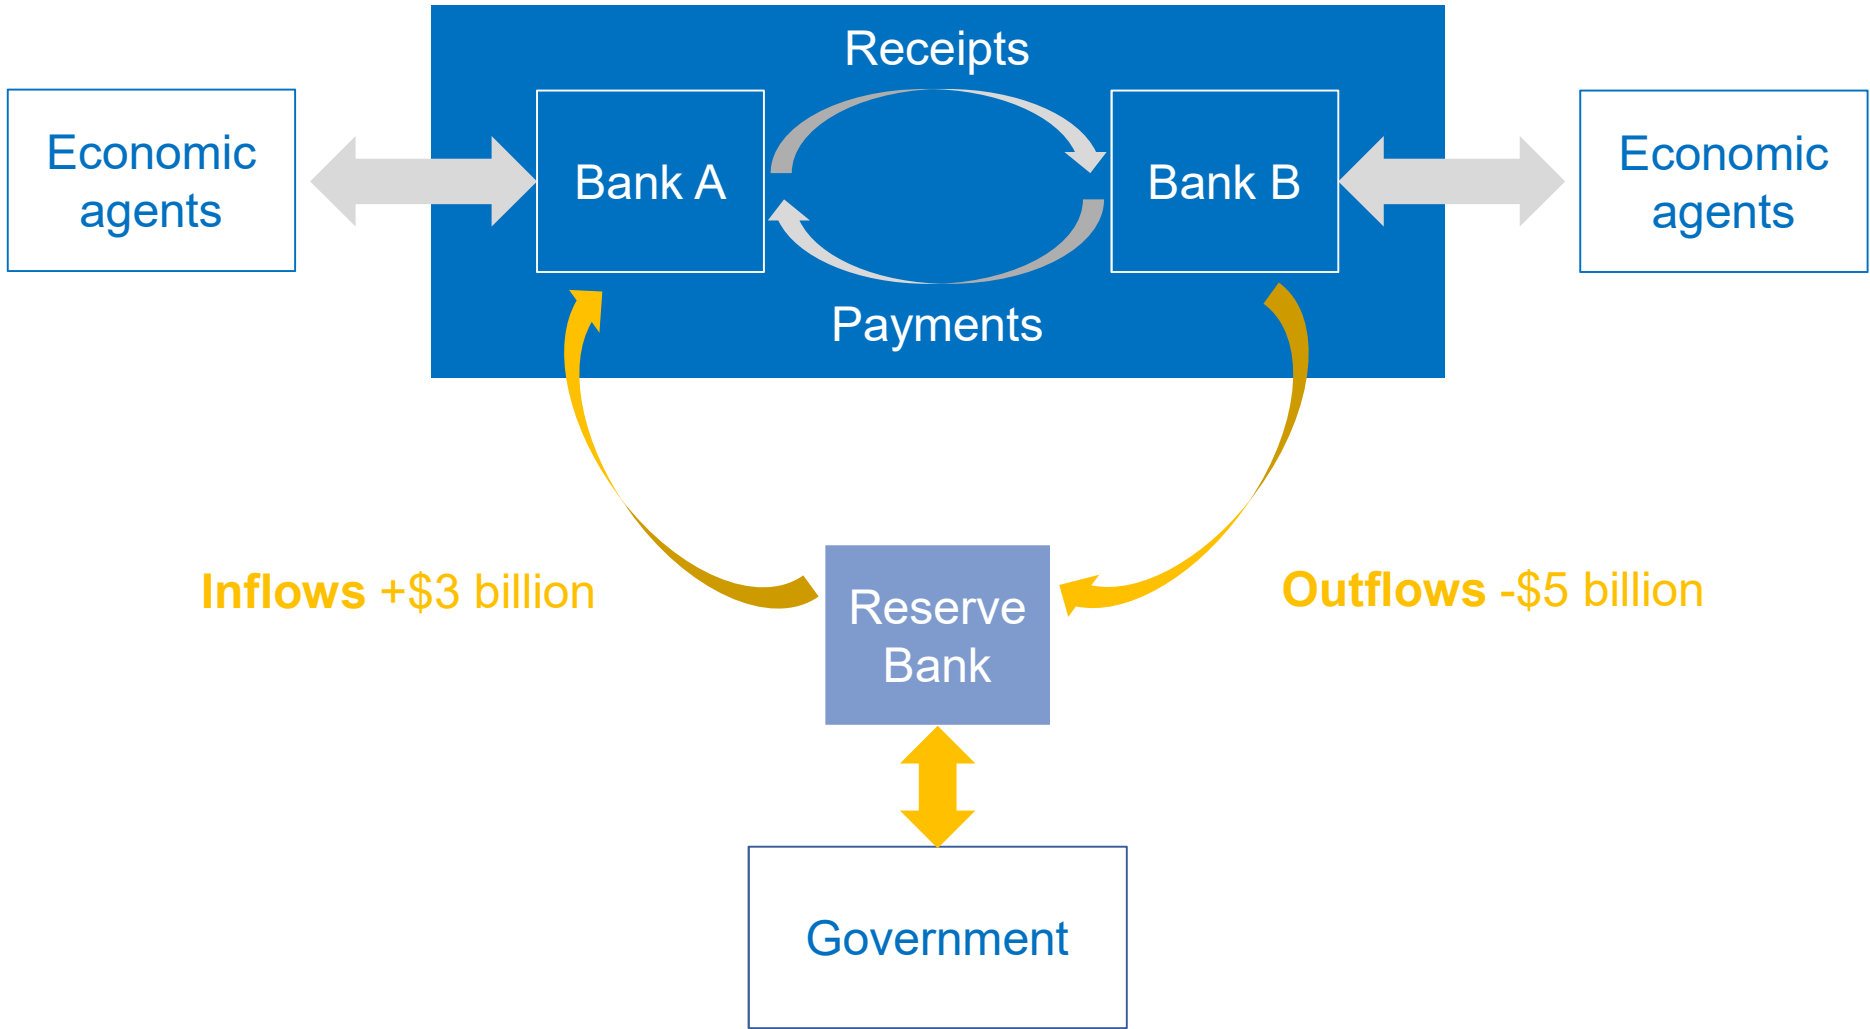 Receipts
Economic
agents
Bank A
Bank B
Economic
agents
Payments
Inflows +$3 billion
Reserve
Bank
Outflows -$5 billion
Government